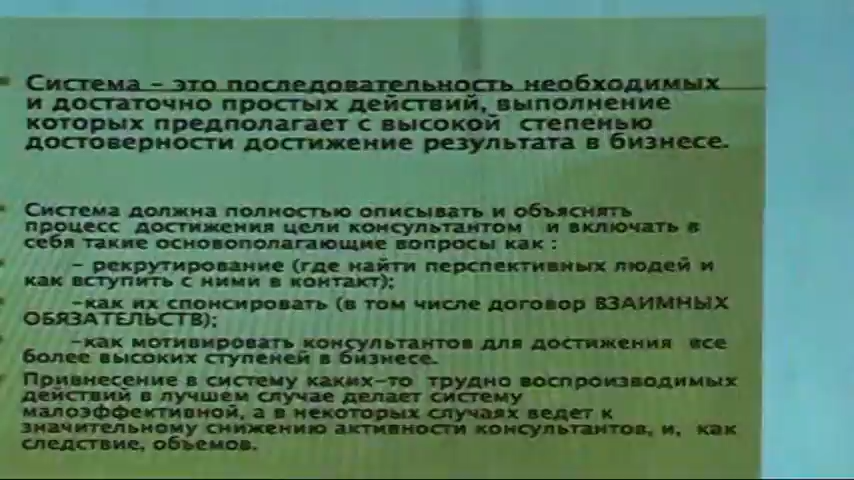 Система – это последовательность необходимых
и достаточно простых действий, выполнение
которых предполагает с высокой степенью
достоверности достижение результата в бизнесе.
Система должна полностью описывать и объяснять
процесс достижения цели консультантом и включать в
себя такие основополагающие вопросы как :
– рекрутирование (где найти перспективных людей и
как вступить с ними в контакт);
–как их спонсировать (в том числе договор ВЗАИМНЫХ
ОБЯЗАТЕЛЬСТВ);
–как мотивировать консультантов для достижения все
более высоких ступеней в бизнесе.
Привнесение в систему каких–то трудно воспроизводимых
действий в лучшем случае делает систему
малоэффективной, а в некоторых случаях ведет к
значительному снижению активности консультантов, и, как
следствие, объемов.